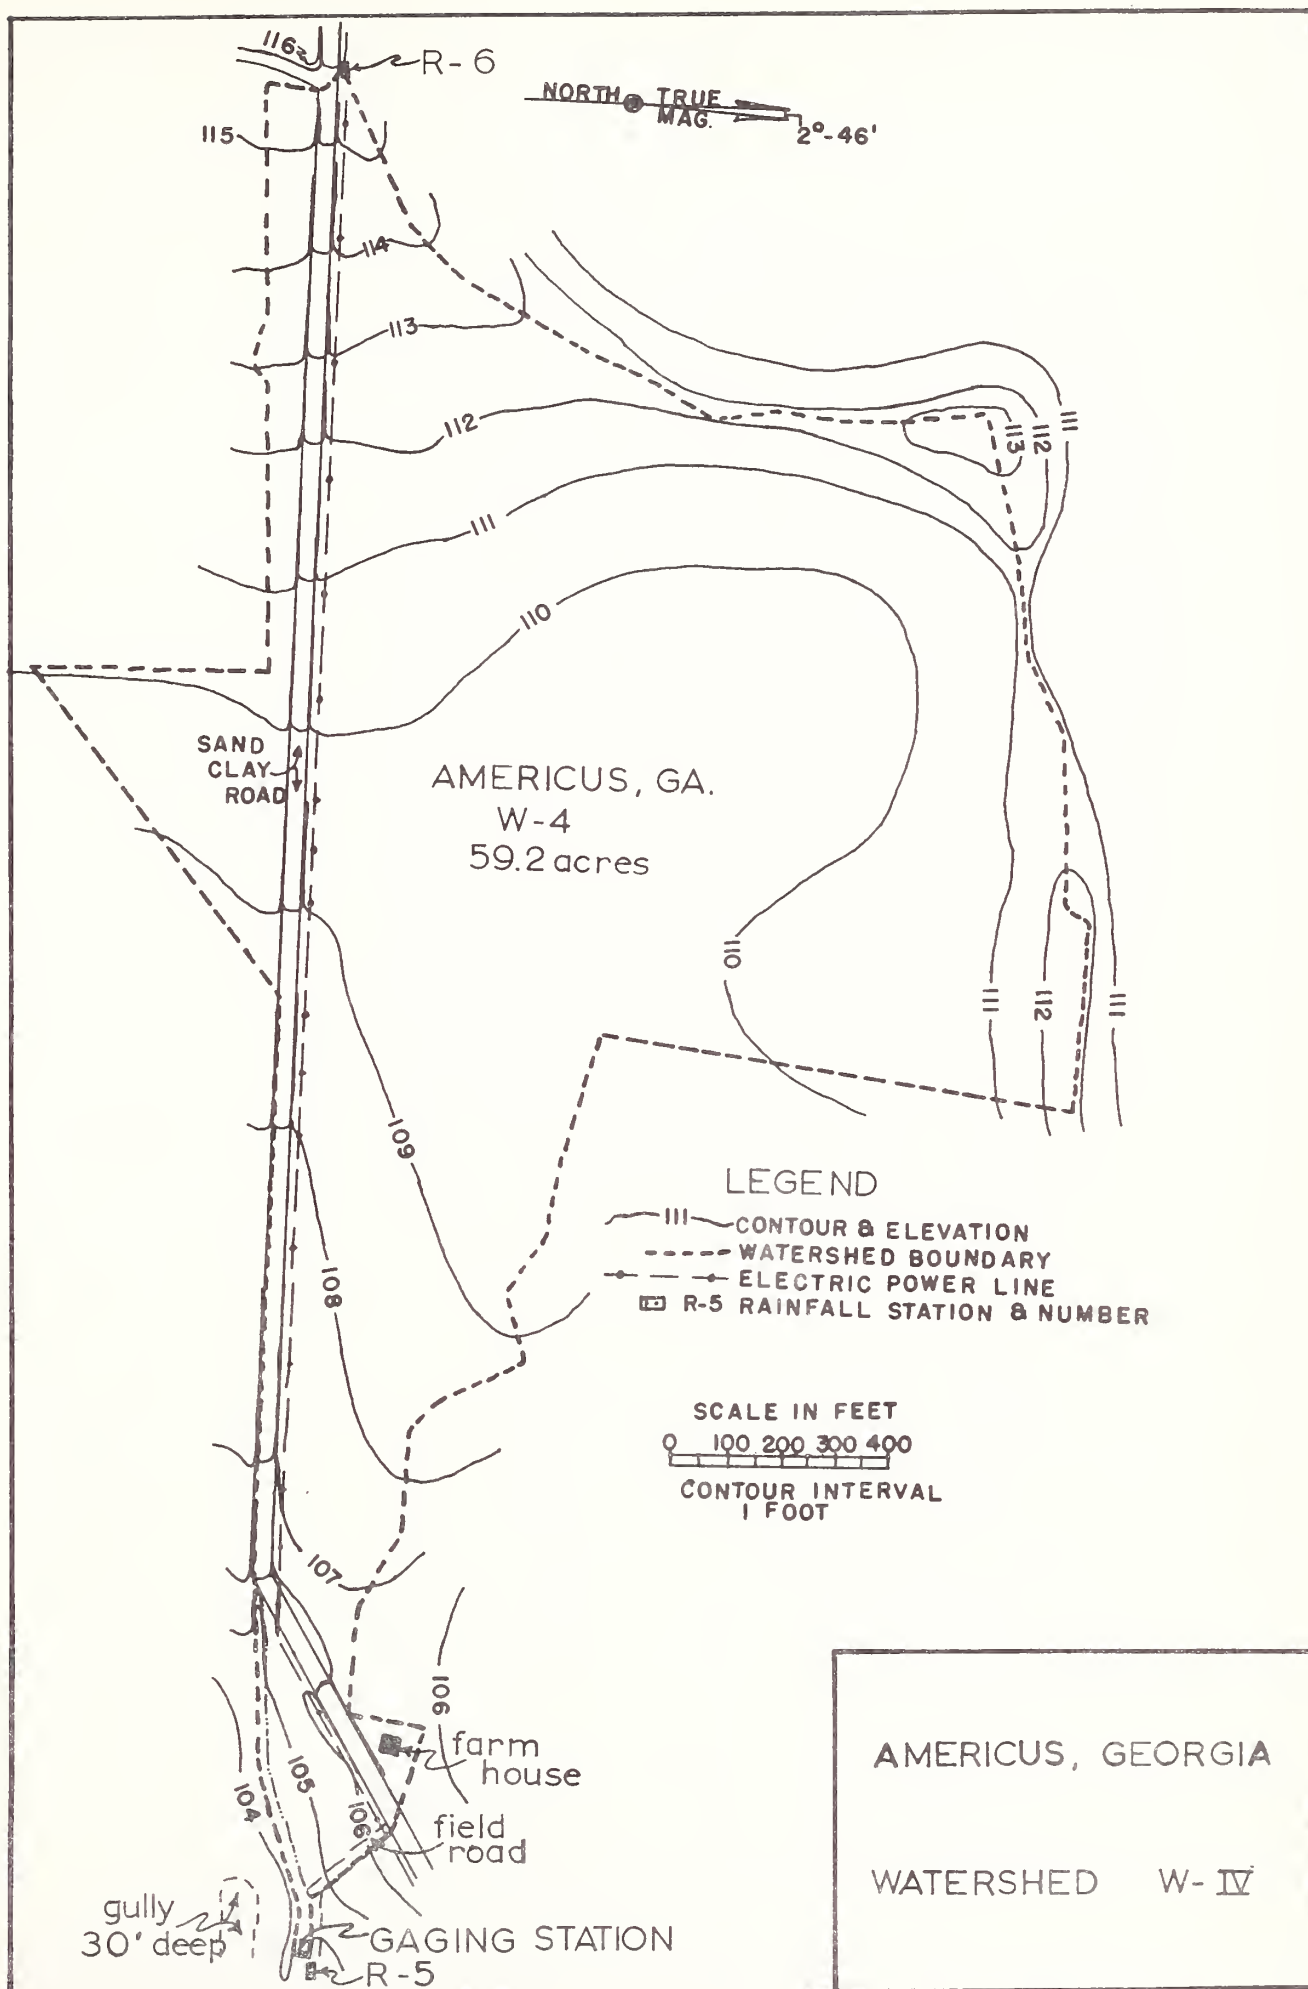 116
R-6
NORTH TRUE
MAG.
2°-46'
115
114
113
112
111
112
113
111
110
SAND
CLAY
ROAD
AMERICUS, GA.
W-4
59.2 acres
110
111
112
111
109
108
LEGEND
111 CONTOUR & ELEVATION
WATERSHED BOUNDARY
ELECTRIC POWER LINE
R-5 RAINFALL STATION & NUMBER
SCALE IN FEET
0 100 200 300 400
CONTOUR INTERVAL
1 FOOT
107
106
105
104
106
farm
house
field
road
gully
30' deep
GAGING STATION
R-5
AMERICUS, GEORGIA
WATERSHED W-IV